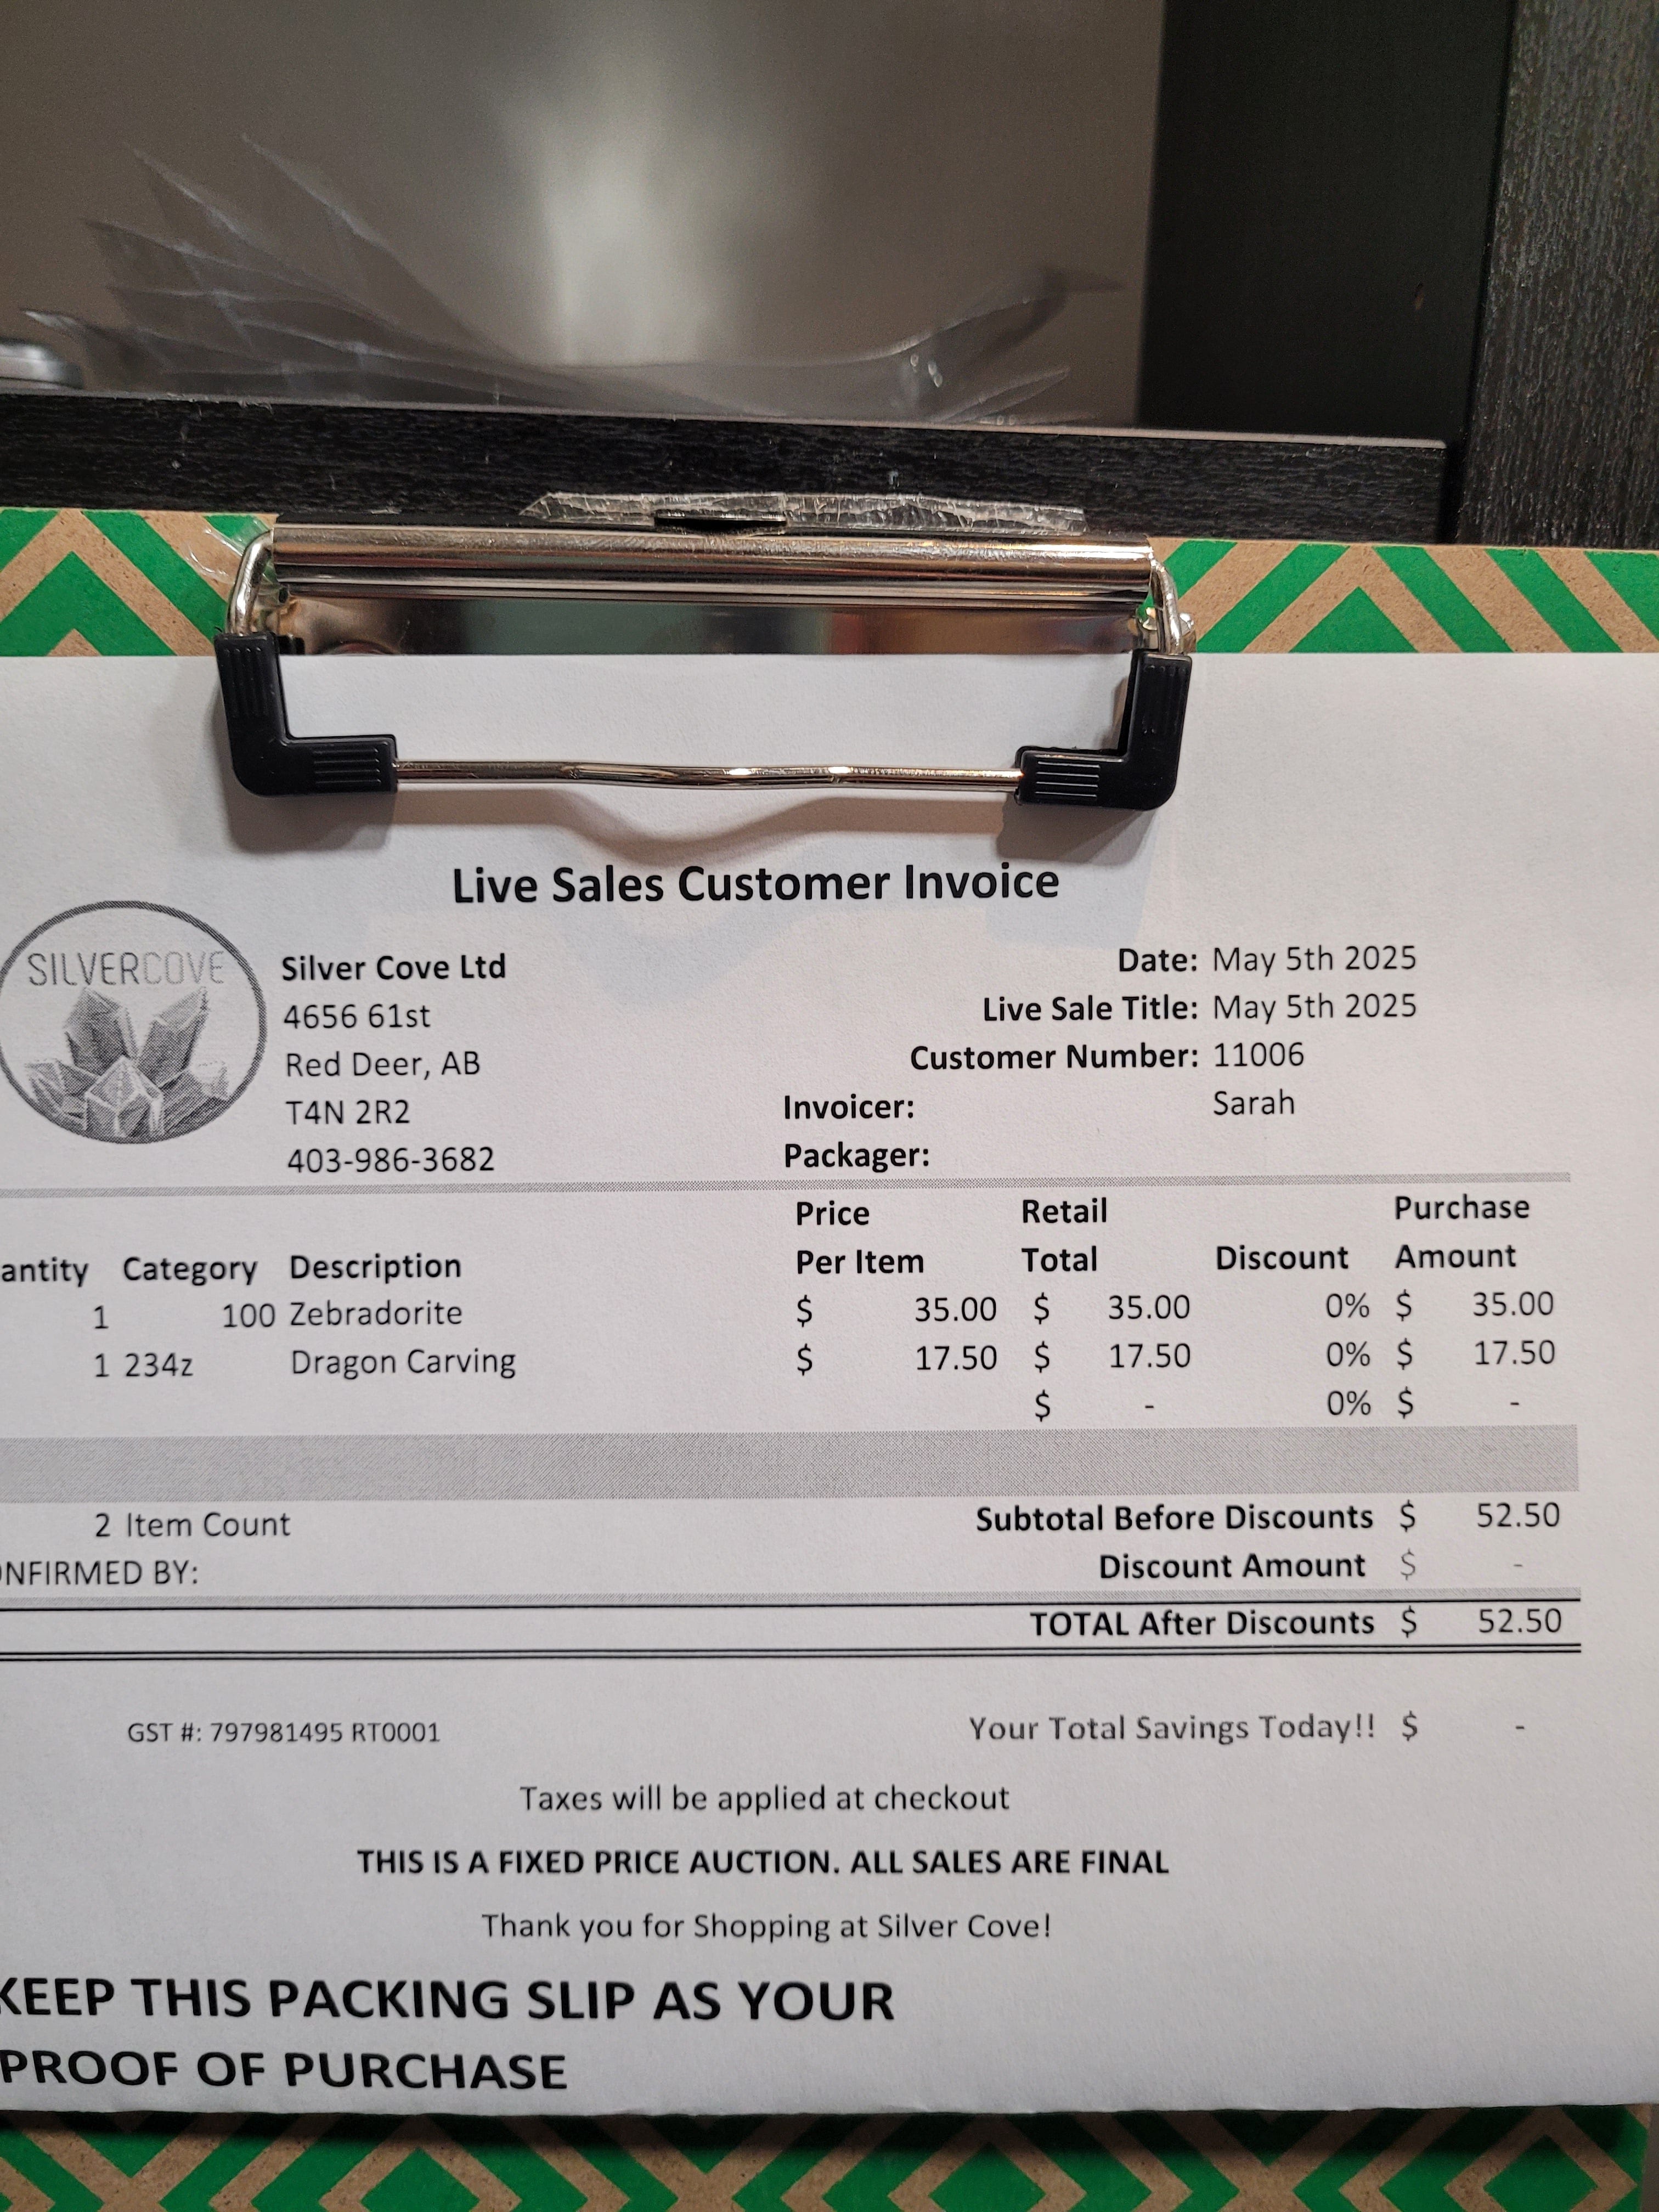 Live Sales Customer Invoice
SILVERCOVE
Silver Cove Ltd
4656 61st
Red Deer, AB
T4N 2R2
403-986-3682
Date: May 5th 2025
Live Sale Title: May 5th 2025
Customer Number: 11006
Invoicer: Sarah
Packager:
antity Category Description Price Per Item Retail Total Discount Purchase Amount
1 100 Zebradorite $ 35.00 $ 35.00 0% $ 35.00
1 234z Dragon Carving $ 17.50 $ 17.50 0% $ 17.50
$ - 0% $ -
2 Item Count Subtotal Before Discounts $ 52.50
NFIRMED BY: Discount Amount $ -
TOTAL After Discounts $ 52.50
GST #: 797981495 RT0001 Your Total Savings Today!! $ -
Taxes will be applied at checkout
THIS IS A FIXED PRICE AUCTION. ALL SALES ARE FINAL
Thank you for Shopping at Silver Cove!
KEEP THIS PACKING SLIP AS YOUR
PROOF OF PURCHASE